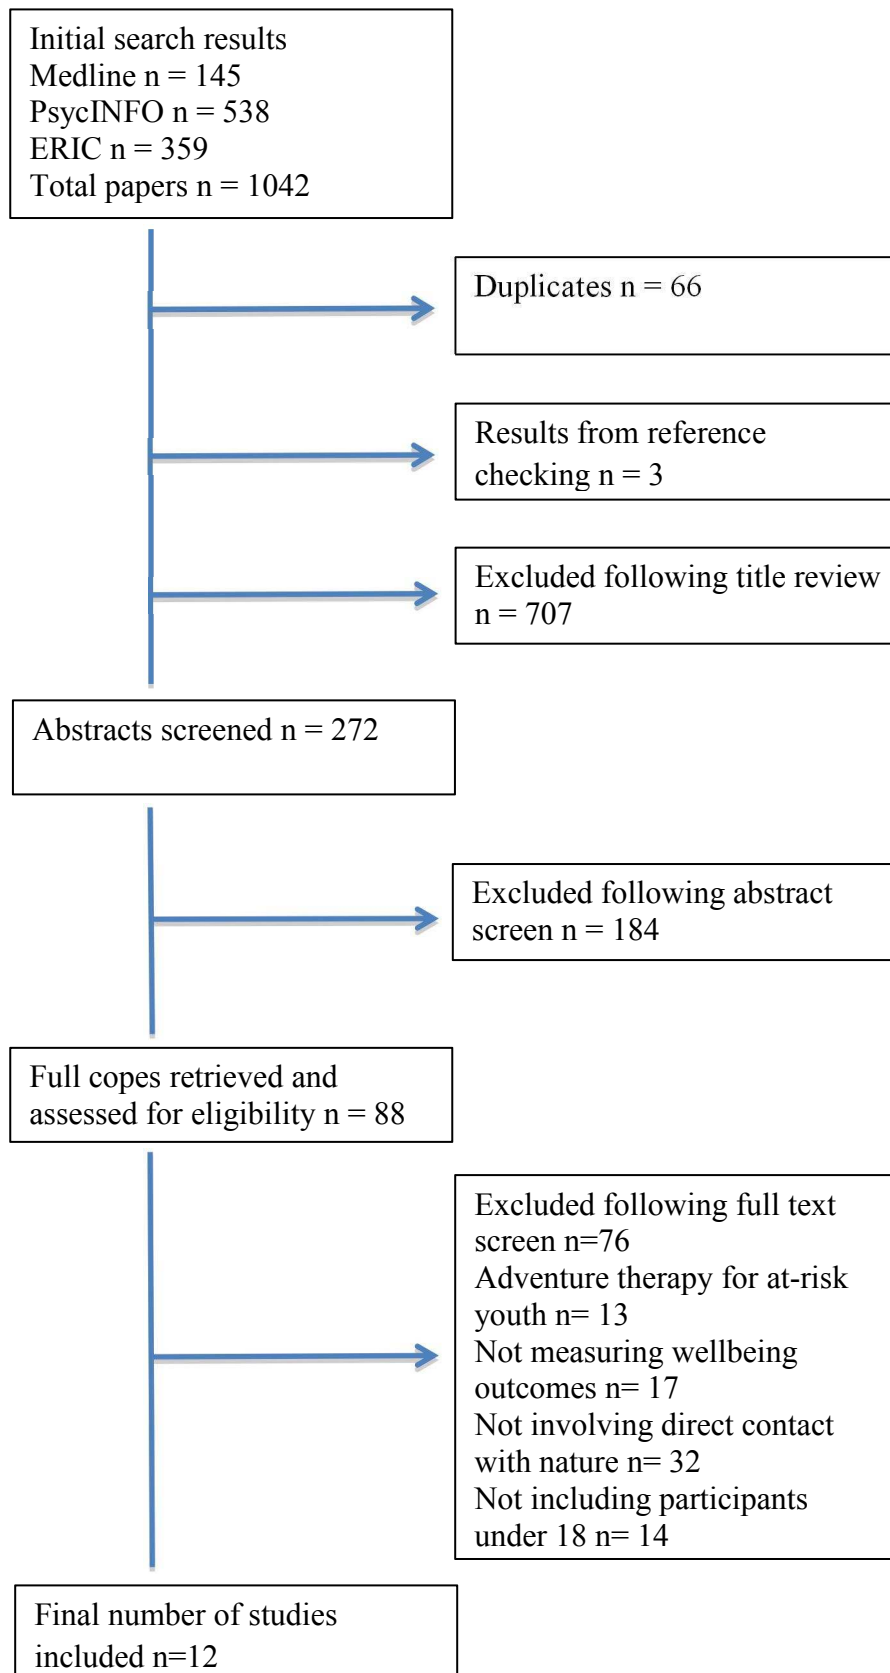 Initial search results
Medline n = 145
PsycINFO n = 538
ERIC n = 359
Total papers n = 1042
Duplicates n = 66
Results from reference
checking n = 3
Excluded following title review
n = 707
Abstracts screened n = 272
Excluded following abstract
screen n = 184
Full copes retrieved and
assessed for eligibility n = 88
Excluded following full text
screen n=76
Adventure therapy for at-risk
youth n= 13
Not measuring wellbeing
outcomes n= 17
Not involving direct contact
with nature n= 32
Not including participants
under 18 n= 14
Final number of studies
included n=12